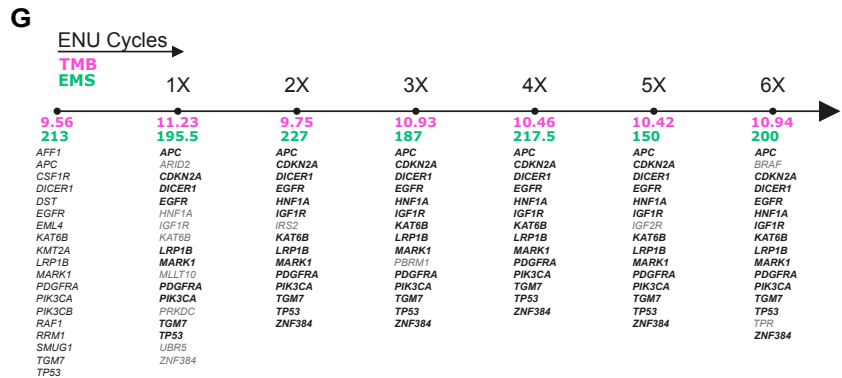 G
ENU Cycles
TMB
EMS
1X 2X 3X 4X 5X 6X
9.56 11.23 9.75 10.93 10.46 10.42 10.94
213 195.5 227 187 217.5 150 200
AFF1
APC
CSF1R
DICER1
DST
EGFR
EML4
KAT6B
KMT2A
LRP1B
MARK1
PDGFRA
PIK3CA
PIK3CB
RAF1
RRM1
SMUG1
TGM7
TP53
APC
ARID2
CDKN2A
DICER1
EGFR
HNF1A
IGF1R
KAT6B
LRP1B
MARK1
MLLT10
PDGFRA
PIK3CA
PRKDC
TGM7
TP53
UBR5
ZNF384
APC
CDKN2A
DICER1
EGFR
HNF1A
IGF1R
IRS2
KAT6B
LRP1B
MARK1
PDGFRA
PIK3CA
TGM7
TP53
ZNF384
APC
CDKN2A
DICER1
EGFR
HNF1A
IGF1R
KAT6B
LRP1B
MARK1
PBRM1
PDGFRA
PIK3CA
TGM7
TP53
ZNF384
APC
CDKN2A
DICER1
EGFR
HNF1A
IGF1R
KAT6B
LRP1B
MARK1
PDGFRA
PIK3CA
TGM7
TP53
ZNF384
APC
CDKN2A
DICER1
EGFR
HNF1A
IGF1R
IGF2R
KAT6B
LRP1B
MARK1
PDGFRA
PIK3CA
TGM7
TP53
ZNF384
APC
BRAF
CDKN2A
DICER1
EGFR
HNF1A
IGF1R
KAT6B
LRP1B
MARK1
PDGFRA
PIK3CA
TGM7
TP53
TPR
ZNF384